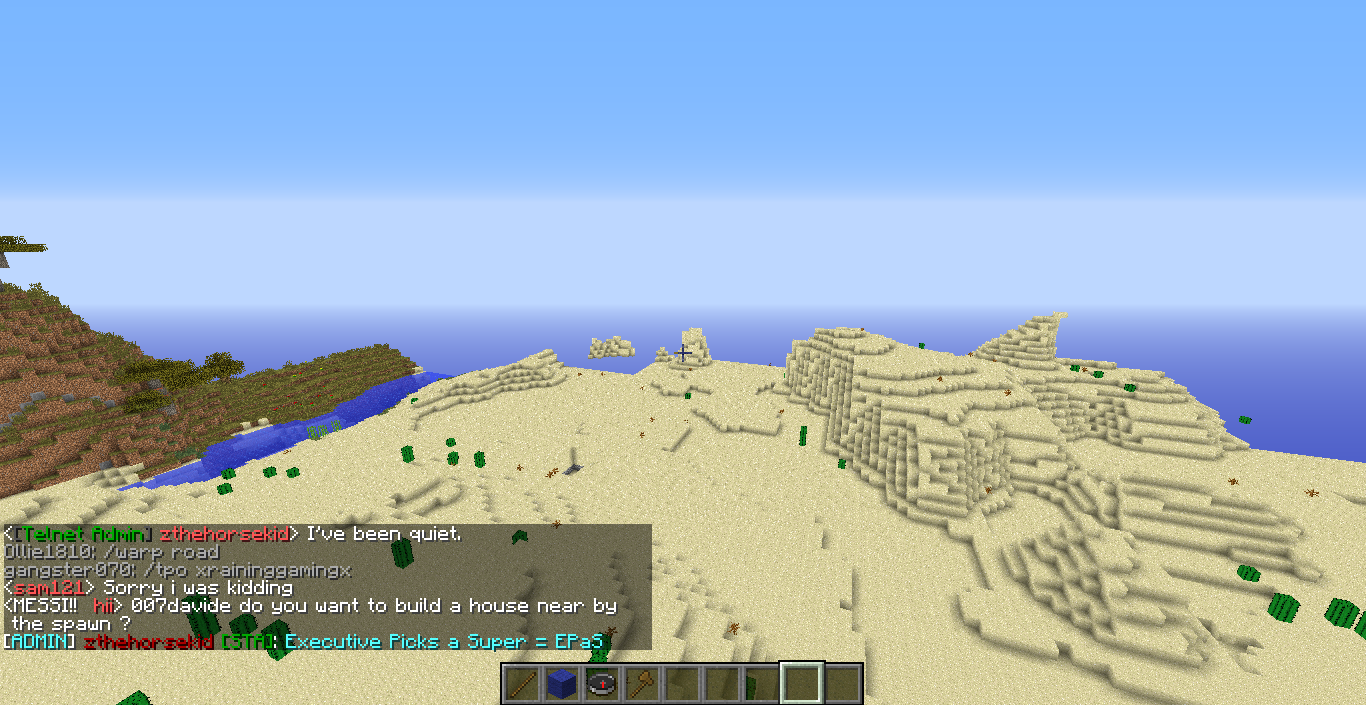 <[Telnet Admin] zthehorsekid> I've been quiet.
Ollie1810: /warp road
gangster070: /tpo xraininggamingx
<sam121> Sorry i was kidding
<MESSI!! hii> 007davide do you want to build a house near by
the spawn ?
[ADMIN] zthehorsekid [STA]: Executive Picks a Super = EPaS